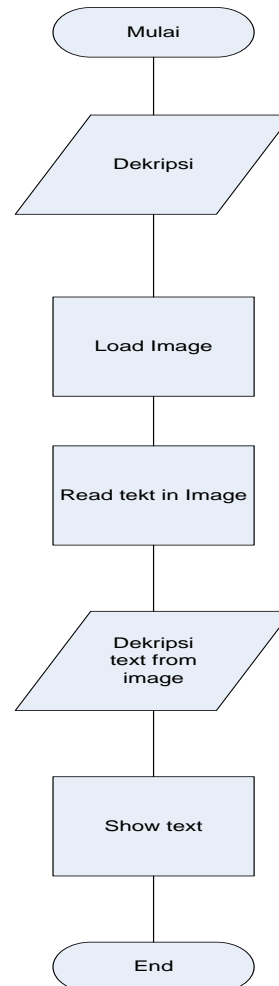 Mulai
Dekripsi
Load Image
Read tekt in Image
Dekripsi
text from
image
Show text
End